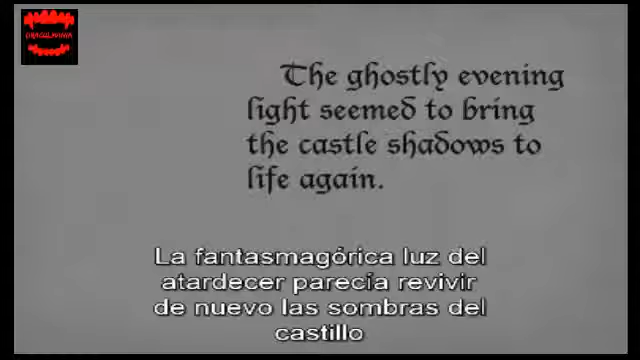 DRACULMANIA
The ghostly evening
light seemed to bring
the castle shadows to
life again.
La fantasmagórica luz del
atardecer parecía revivir
de nuevo las sombras del
castillo